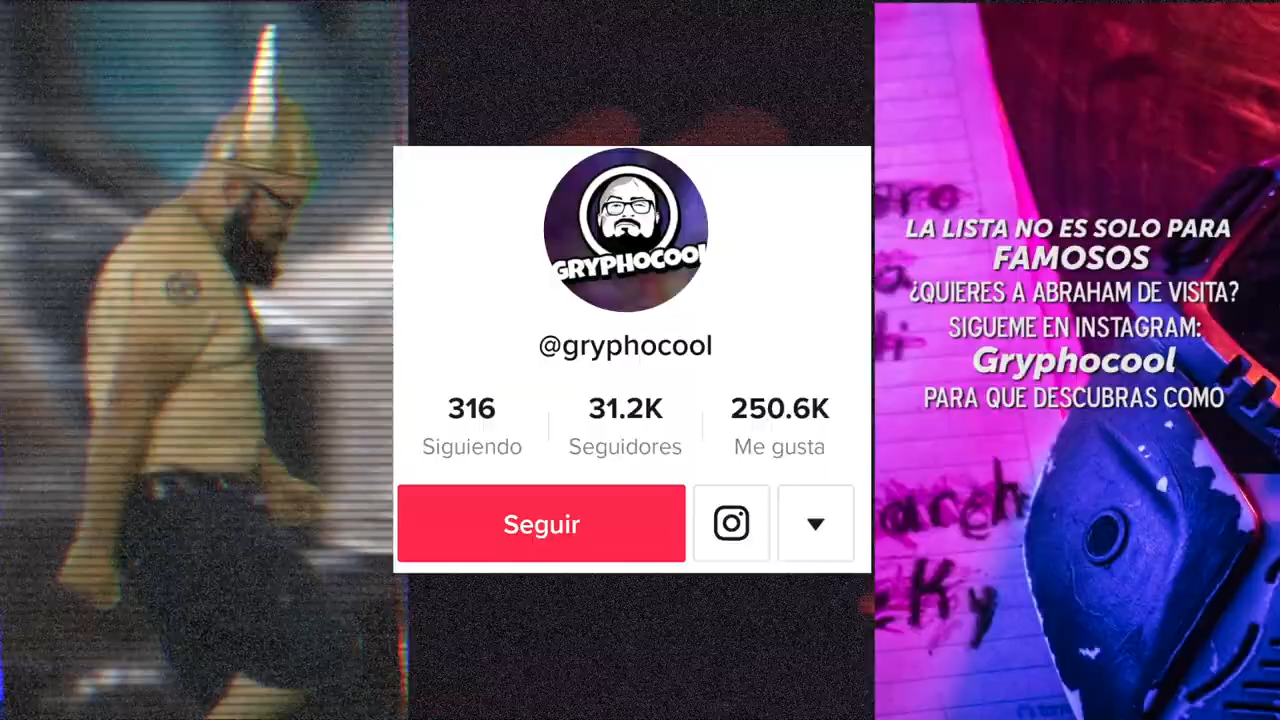 GRYPHOCOOL
@gryphocool
316
31.2K
250.6K
Siguiendo
Seguidores
Me gusta
Seguir
LA LISTA NO ES SOLO PARA
FAMOSOS
¿QUIERES A ABRAHAM DE VISITA?
SIGUEME EN INSTAGRAM:
Gryphocool
PARA QUE DESCUBRAS COMO